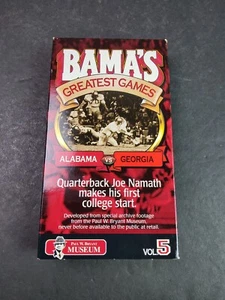 BAMA'S
GREATEST GAMES
ALABAMA VS GEORGIA
Quarterback Joe Namath
makes his first
college start.
Developed from special archive footage
from the Paul W. Bryant Museum,
never before available to the public at retail.
PAUL W. BRYANT
MUSEUM
VOL. 5